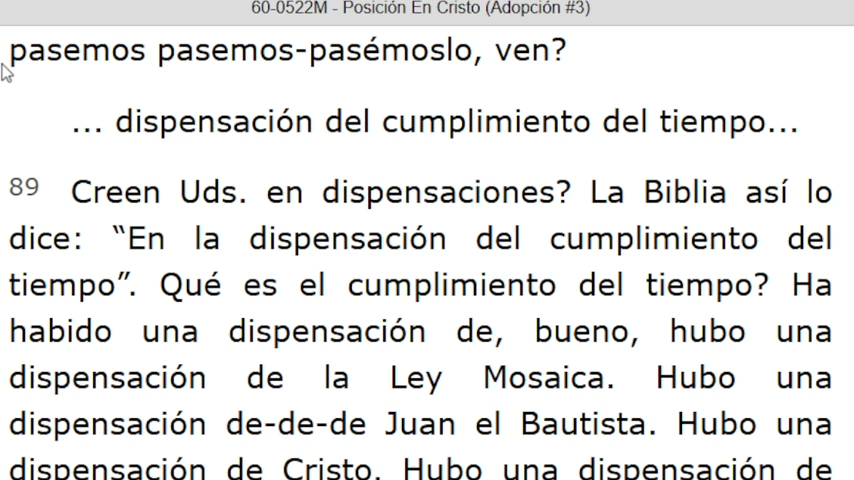 60-0522M - Posición En Cristo (Adopción #3)
pasemos pasemos-pasémoslo, ven?
... dispensación del cumplimiento del tiempo...
89 Creen Uds. en dispensaciones? La Biblia así lo
dice: “En la dispensación del cumplimiento del
tiempo”. Qué es el cumplimiento del tiempo? Ha
habido una dispensación de, bueno, hubo una
dispensación de la Ley Mosaica. Hubo una
dispensación de-de-de Juan el Bautista. Hubo una
dispensación de Cristo. Hubo una dispensación de